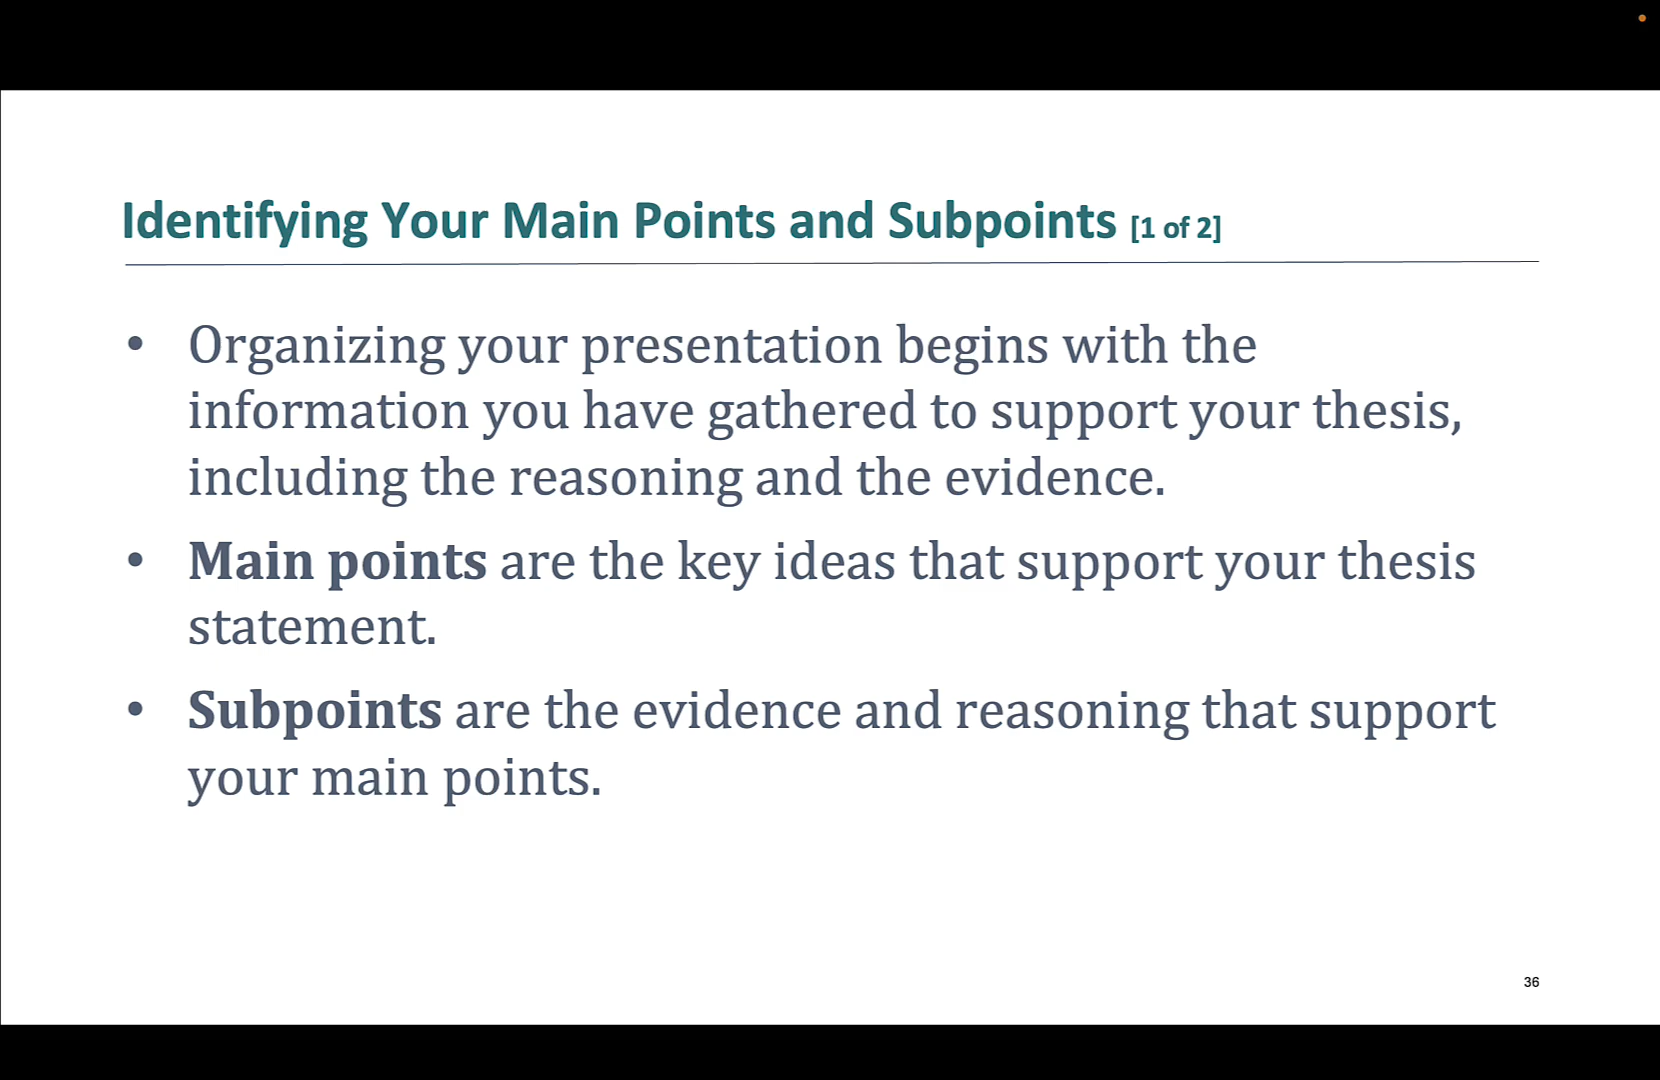 Identifying Your Main Points and Subpoints [1 of 2]
• Organizing your presentation begins with the
information you have gathered to support your thesis,
including the reasoning and the evidence.
• Main points are the key ideas that support your thesis
statement.
• Subpoints are the evidence and reasoning that support
your main points.
36